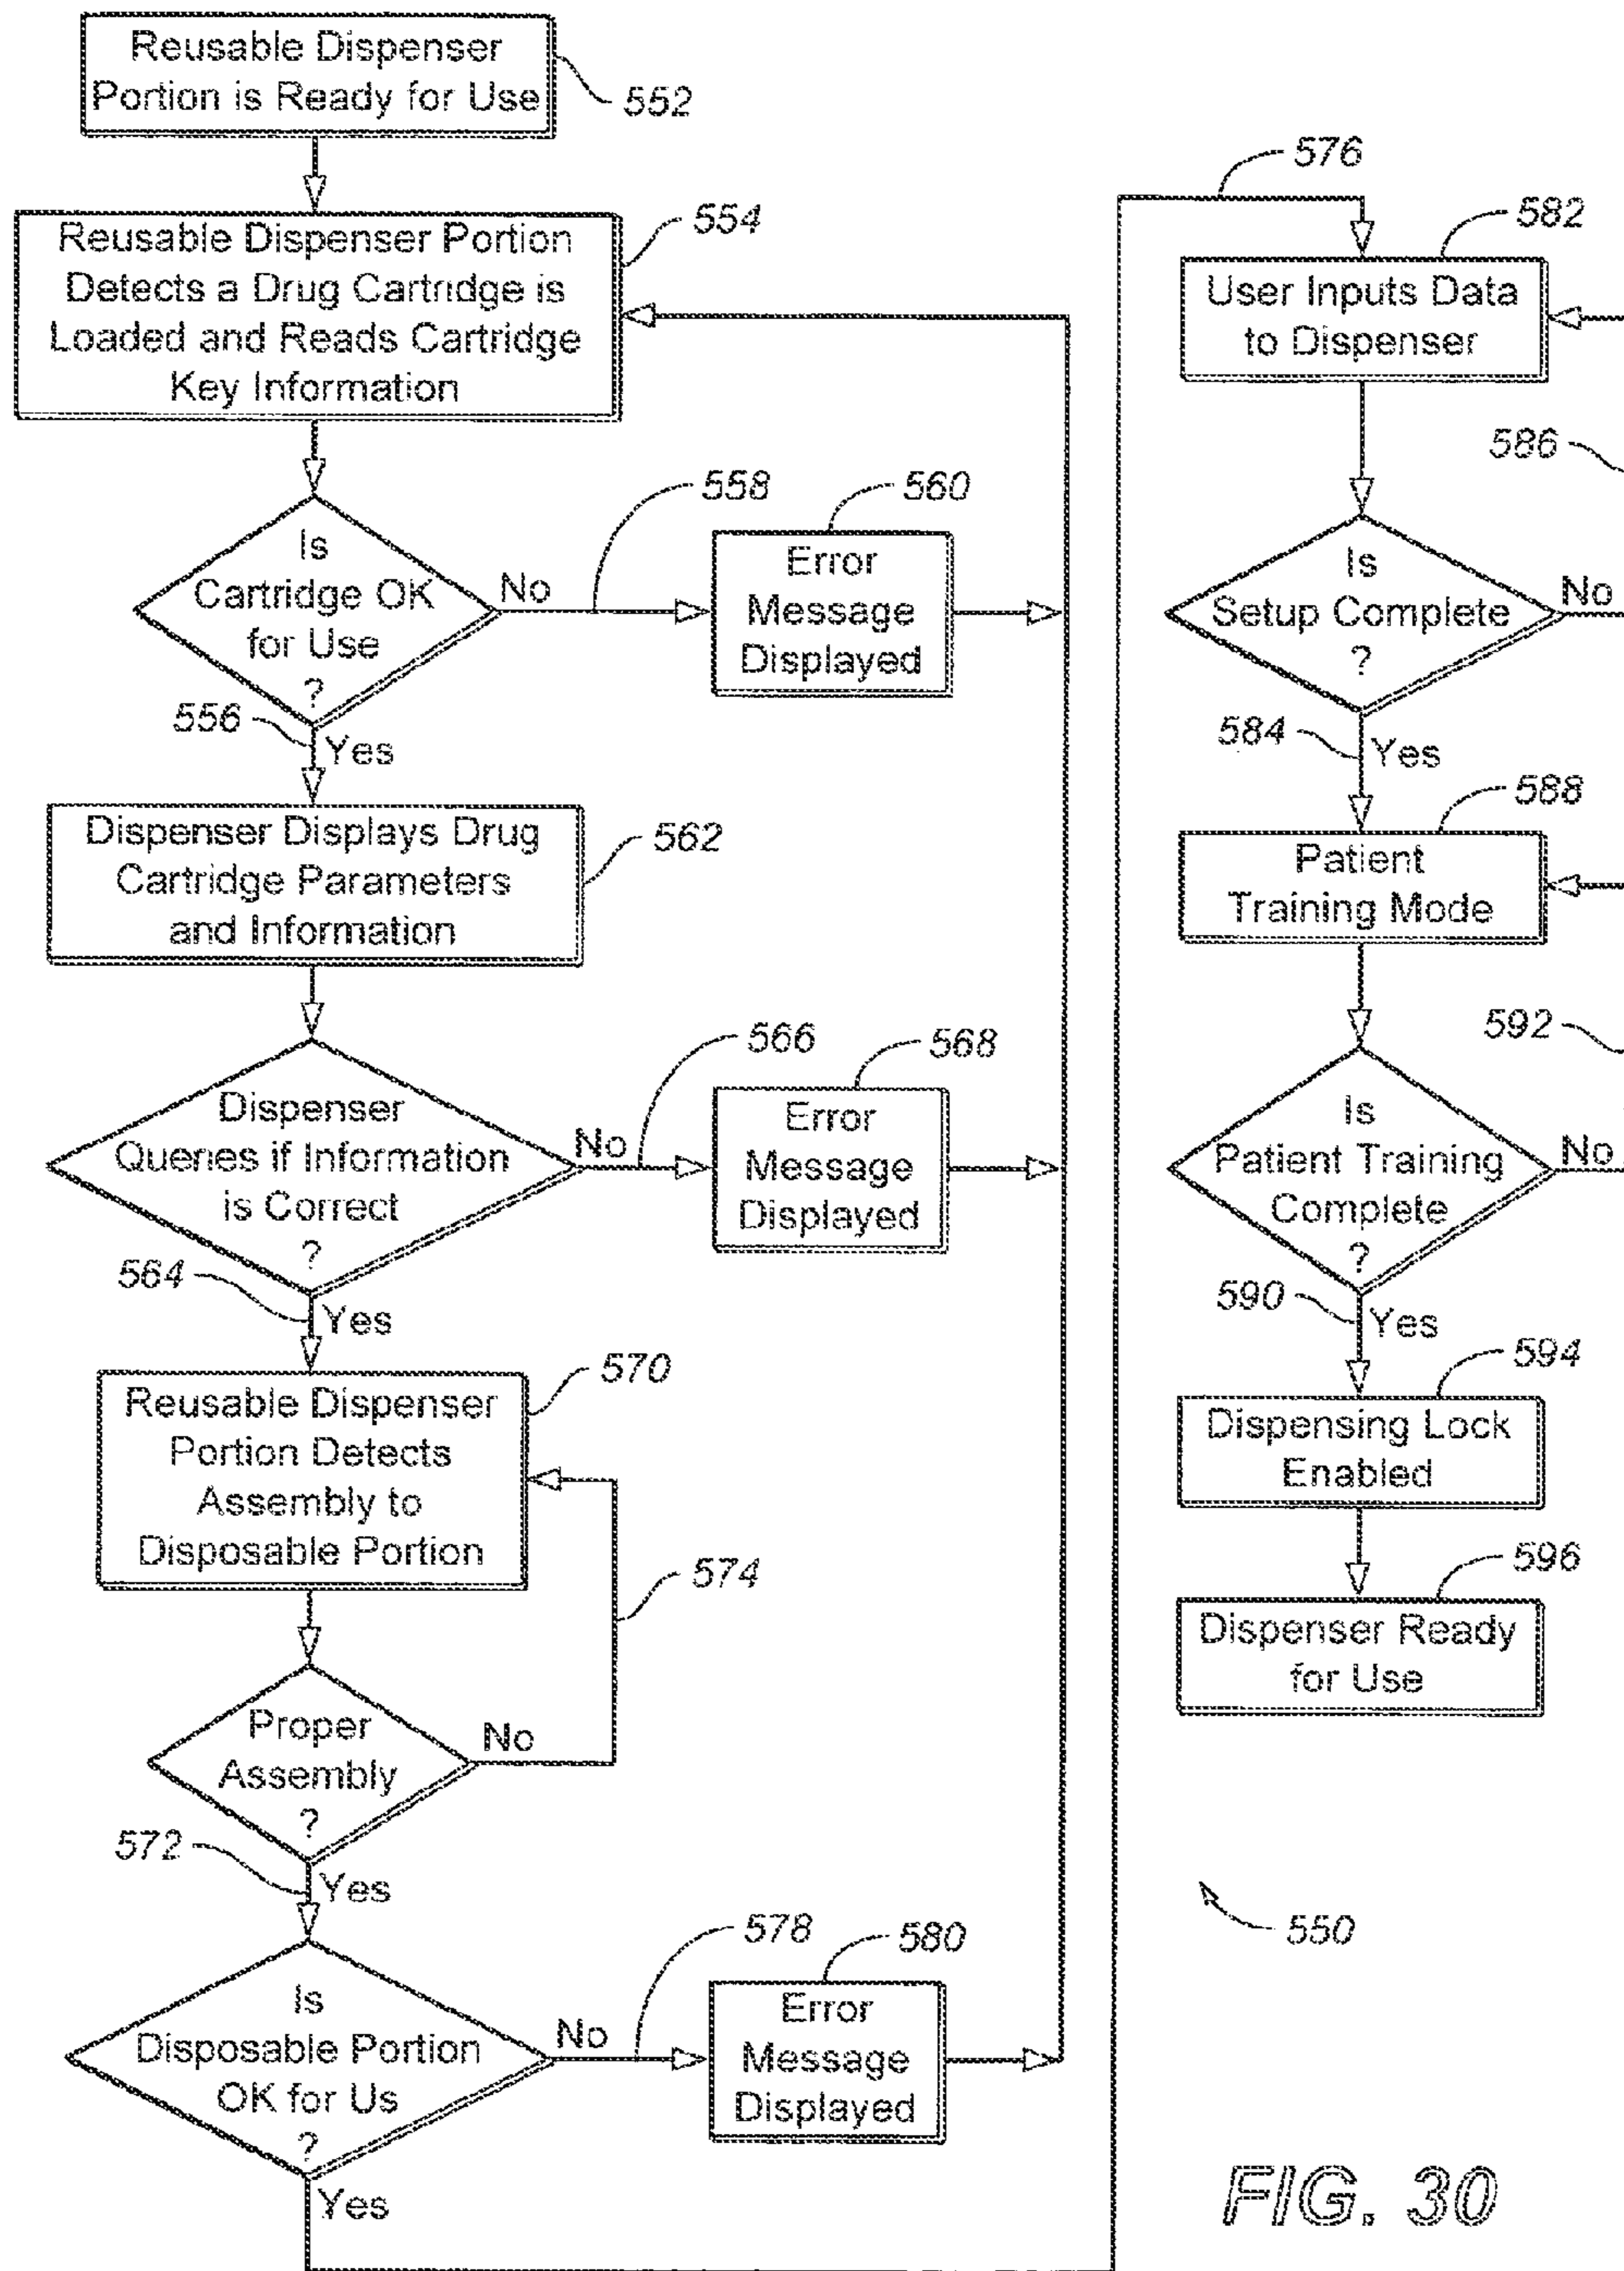 Reusable Dispenser
Portion is Ready for Use
552
Reusable Dispenser Portion
Detects a Drug Cartridge is
Loaded and Reads Cartridge
Key Information
554
Is
Cartridge OK
for Use
?
No
558
560
Error
Message
Displayed
556
Yes
Dispenser Displays Drug
Cartridge Parameters
and Information
562
Dispenser
Queries if Information
is Correct
?
No
566
568
Error
Message
Displayed
564
Yes
Reusable Dispenser
Portion Detects
Assembly to
Disposable Portion
570
574
Proper
Assembly
?
No
572
Yes
Is
Disposable Portion
OK for Us
?
No
578
580
Error
Message
Displayed
Yes
576
User Inputs Data
to Dispenser
582
586
Is
Setup Complete
?
No
584
Yes
588
Patient
Training Mode
592
Is
Patient Training
Complete
?
No
590
Yes
594
Dispensing Lock
Enabled
596
Dispenser Ready
for Use
550
FIG. 30